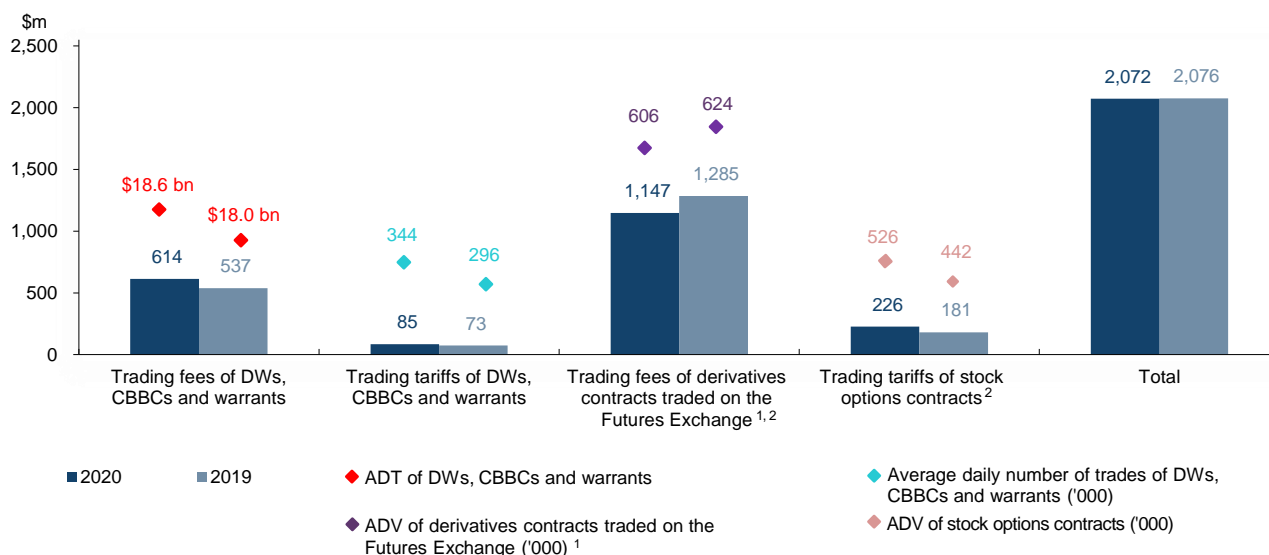 $m
2,500
2,000
1,500
1,000
500
0
$18.6 bn
$18.0 bn
614
537
344
296
85
73
606
624
1,147
1,285
526
442
226
181
2,072
2,076
Trading fees of DWs,
CBBCs and warrants
Trading tariffs of DWs,
CBBCs and warrants
Trading fees of derivatives
contracts traded on the
Futures Exchange 1, 2
Trading tariffs of stock
options contracts 2
Total
2020
2019
ADT of DWs, CBBCs and warrants
ADV of derivatives contracts traded on the
Futures Exchange ('000) 1
Average daily number of trades of DWs,
CBBCs and warrants ('000)
ADV of stock options contracts ('000)